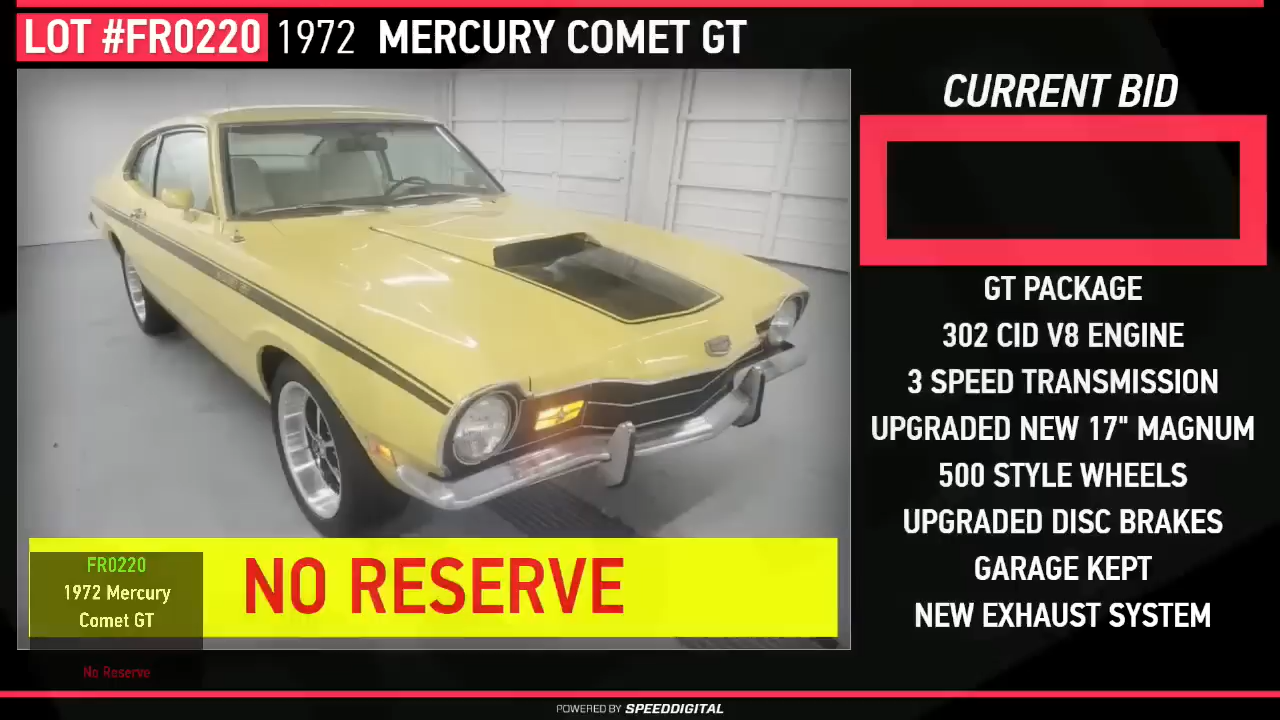 LOT #FR0220 1972 MERCURY COMET GT
CURRENT BID
GT PACKAGE
302 CID V8 ENGINE
3 SPEED TRANSMISSION
UPGRADED NEW 17" MAGNUM
500 STYLE WHEELS
UPGRADED DISC BRAKES
GARAGE KEPT
NEW EXHAUST SYSTEM
NO RESERVE
FR0220
1972 Mercury
Comet GT
No Reserve
POWERED BY SPEEDDIGITAL